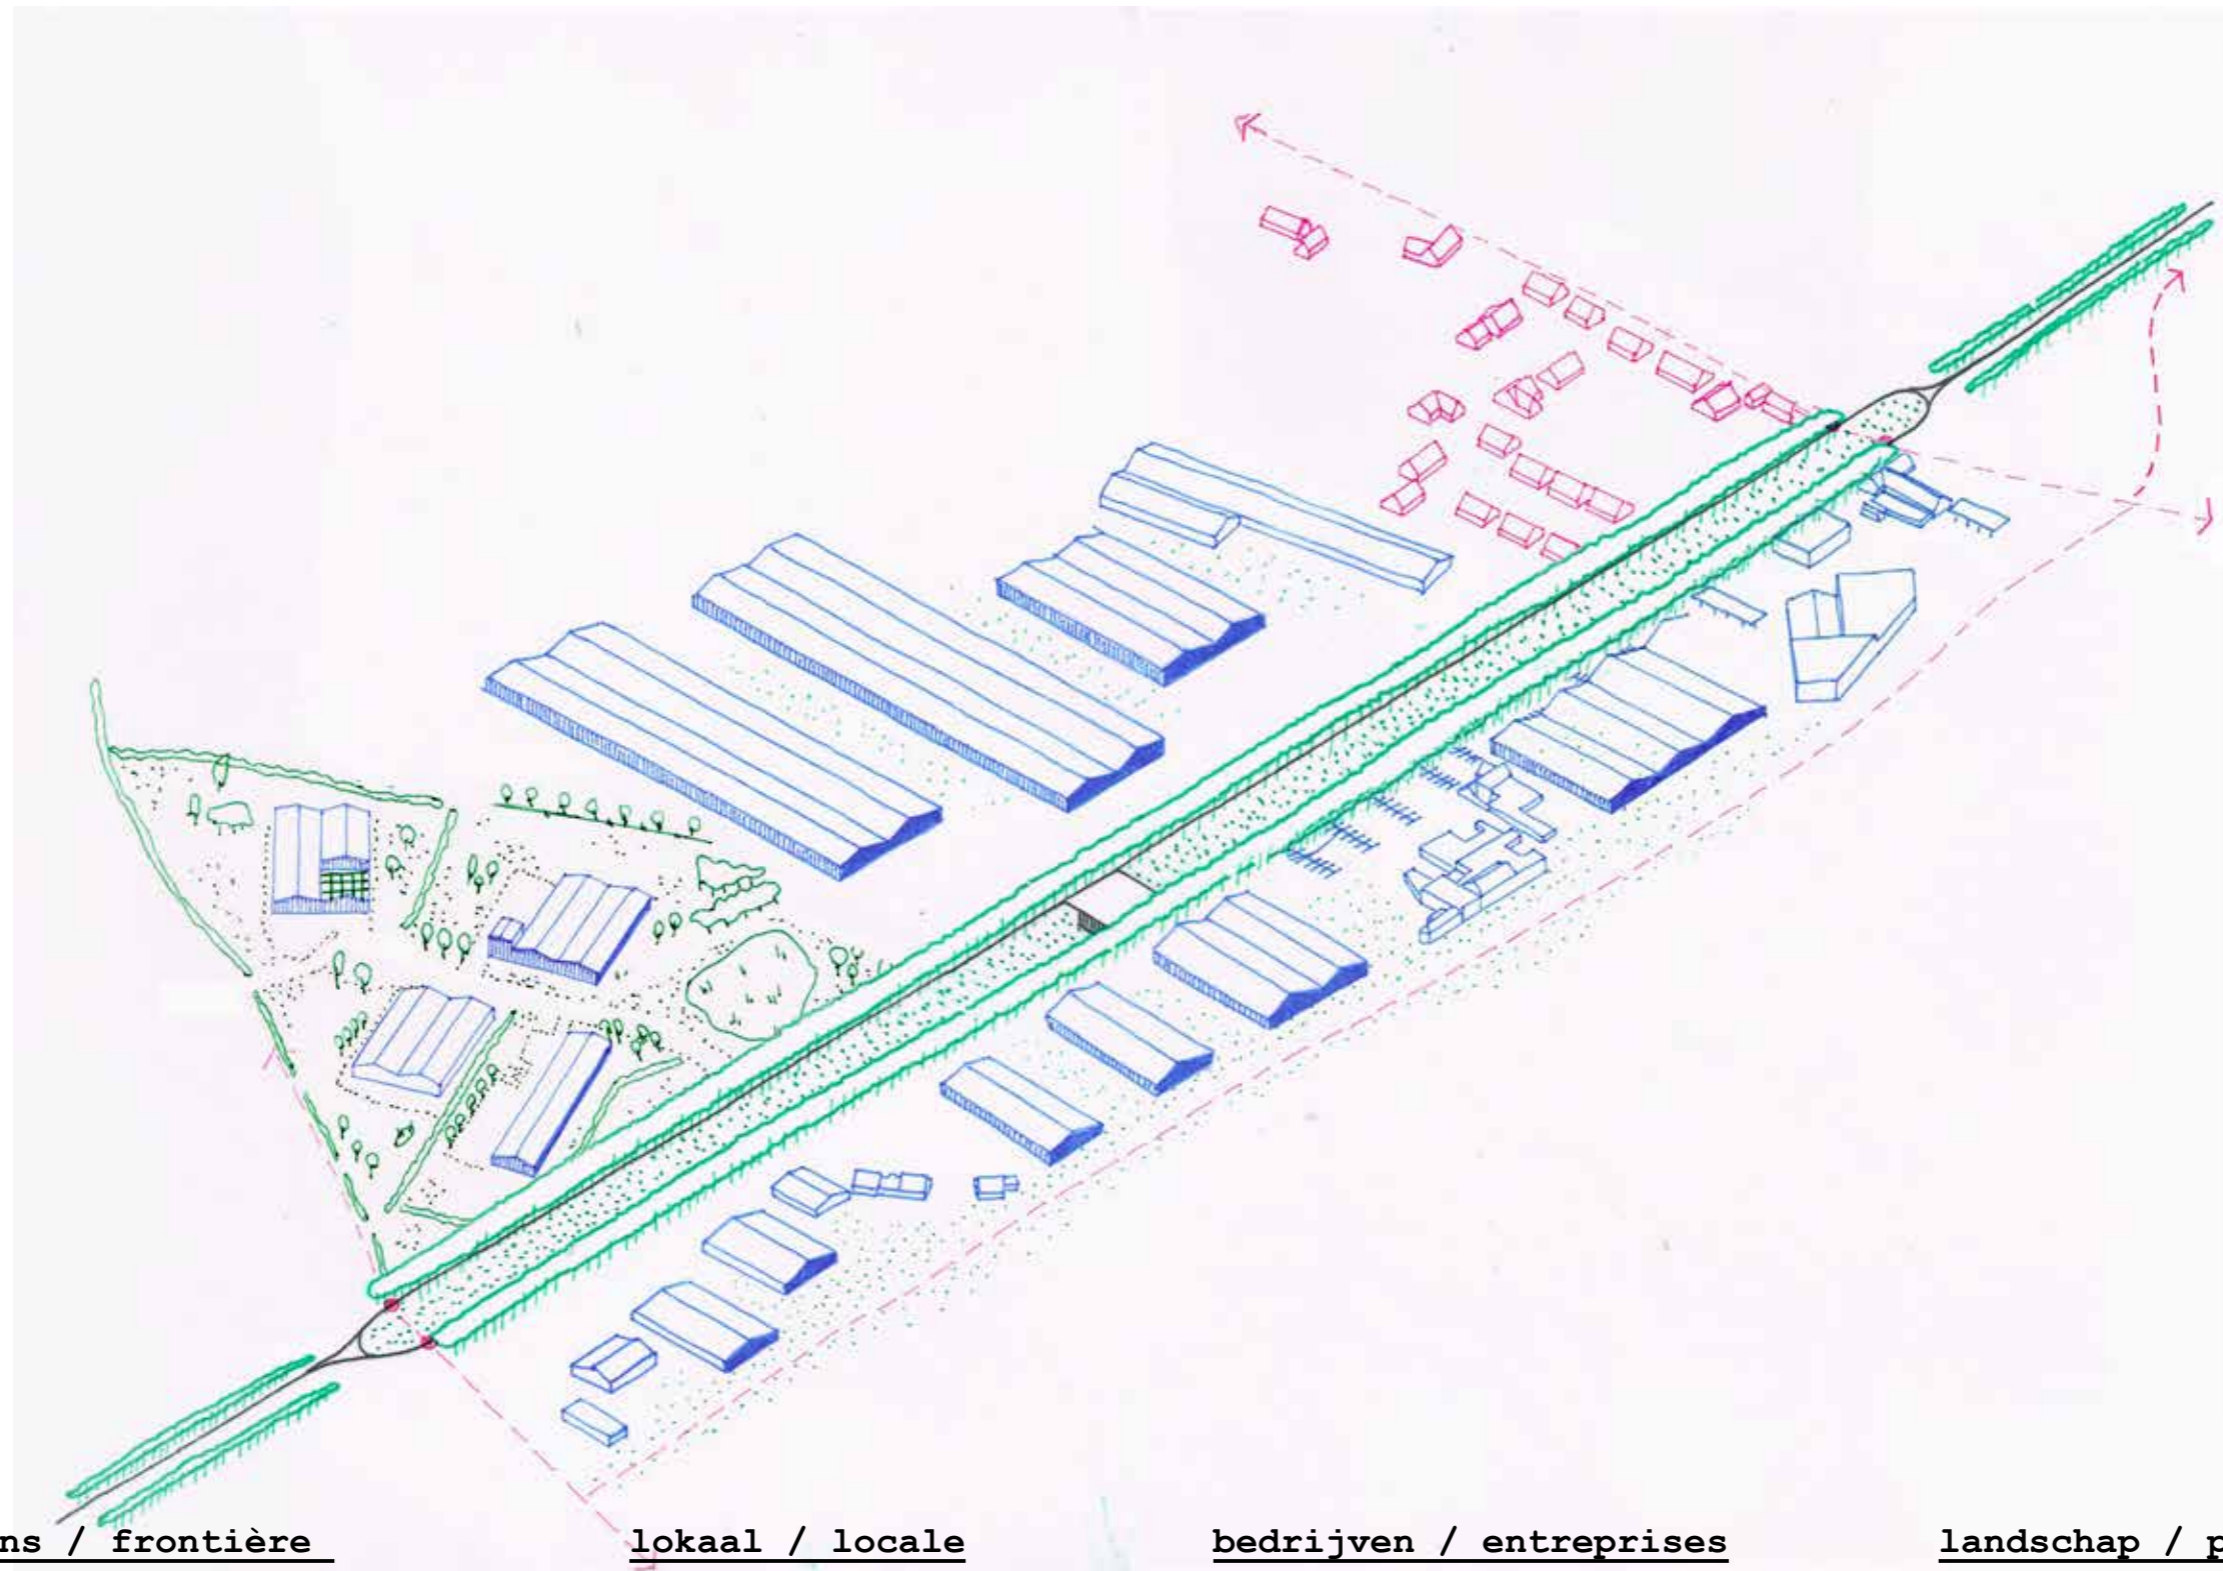 ns / frontière
lokaal / locale
bedrijven / entreprises
landschap / p